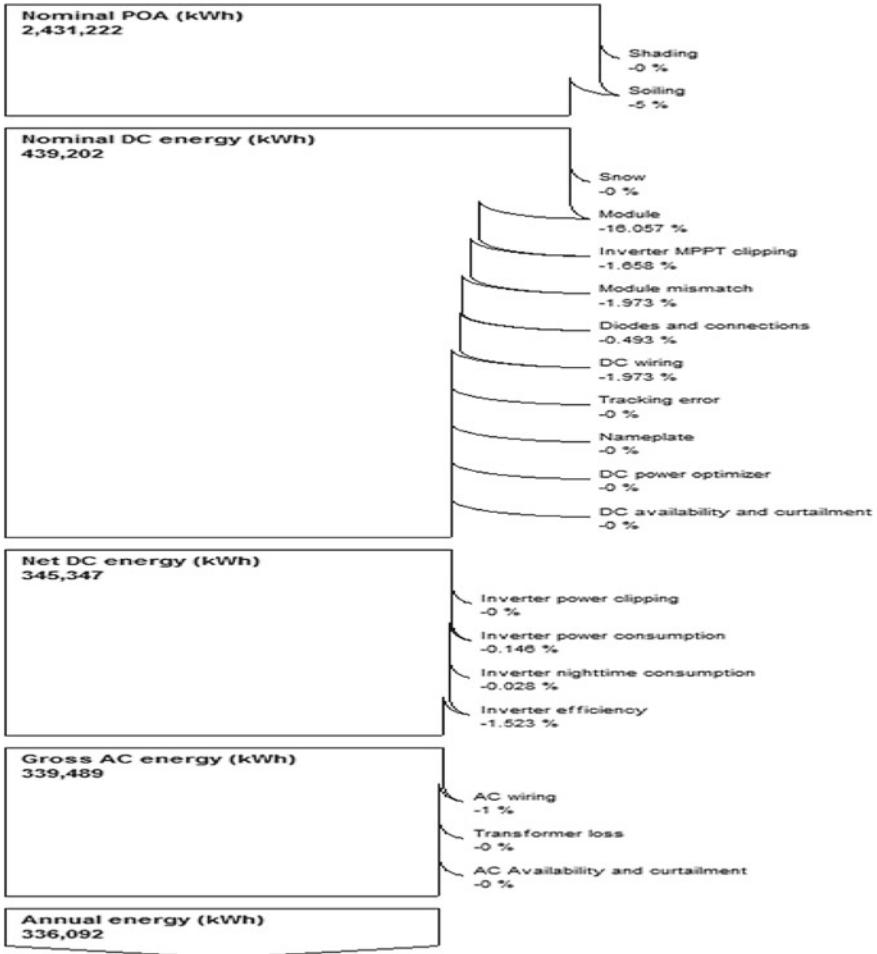 Nominal POA (kWh)
2,431,222
Shading
-0 %
Soiling
-5 %
Nominal DC energy (kWh)
439,202
Snow
-0 %
Module
-16.057 %
Inverter MPPT clipping
-1.658 %
Module mismatch
-1.973 %
Diodes and connections
-0.493 %
DC wiring
-1.973 %
Tracking error
-0 %
Nameplate
-0 %
DC power optimizer
-0 %
DC availability and curtailment
-0 %
Net DC energy (kWh)
345,347
Inverter power clipping
-0 %
Inverter power consumption
-0.146 %
Inverter nighttime consumption
-0.028 %
Inverter efficiency
-1.523 %
Gross AC energy (kWh)
339,489
AC wiring
-1 %
Transformer loss
-0 %
AC Availability and curtailment
-0 %
Annual energy (kWh)
336,092